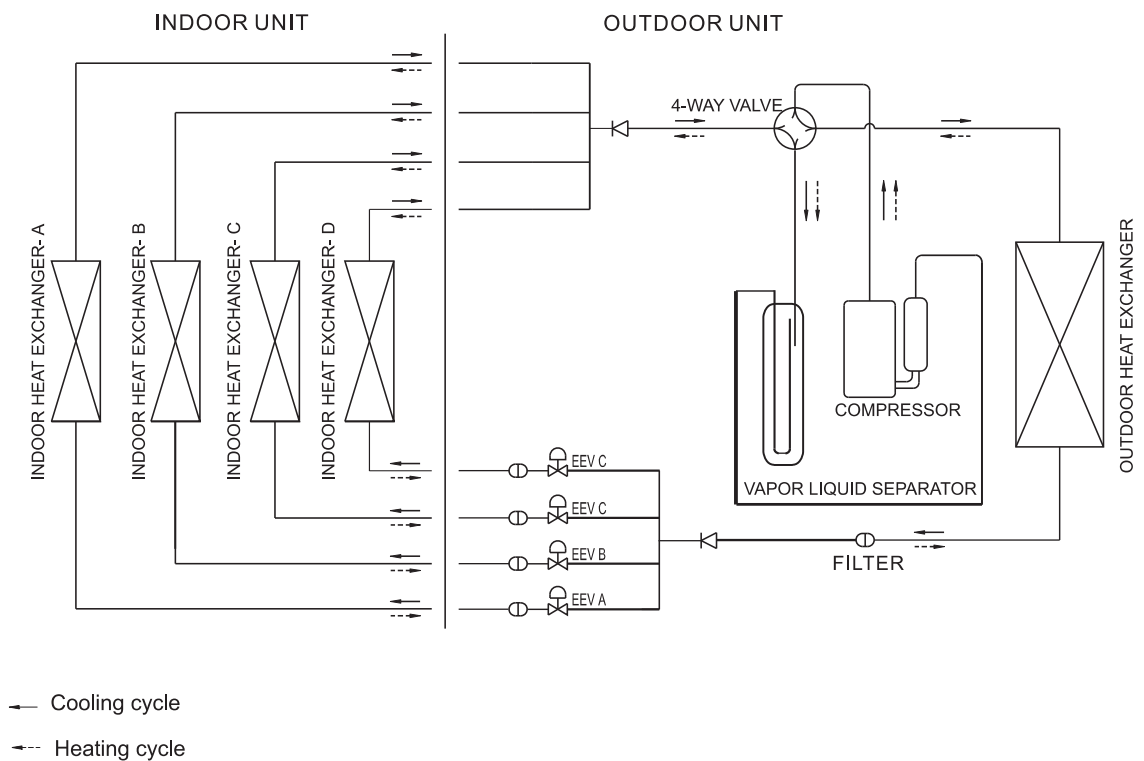 INDOOR UNIT
OUTDOOR UNIT
4-WAY VALVE
INDOOR HEAT EXCHANGER- A
INDOOR HEAT EXCHANGER- B
INDOOR HEAT EXCHANGER- C
INDOOR HEAT EXCHANGER- D
OUTDOOR HEAT EXCHANGER
COMPRESSOR
VAPOR LIQUID SEPARATOR
EEV C
EEV C
EEV B
EEV A
FILTER
Cooling cycle
Heating cycle